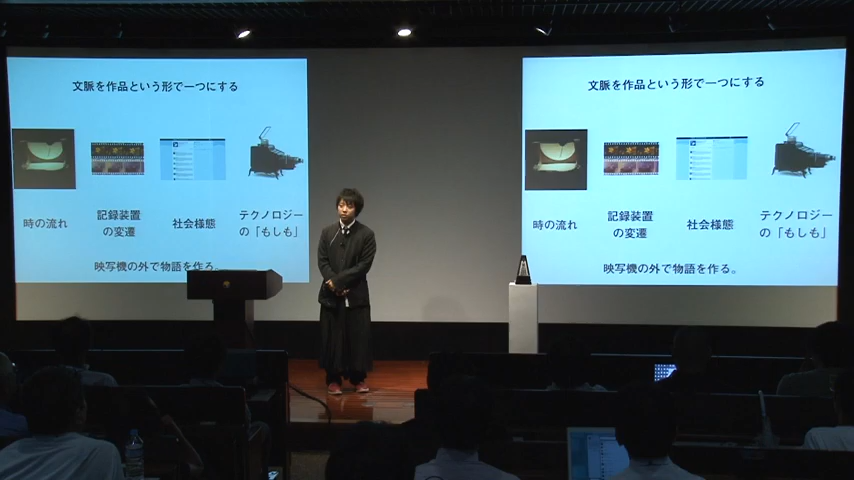 文脈を作品という形で一つにする
時の流れ
記録装置
の変遷
社会様態
テクノロジー
の「もしも」
映写機の外で物語を作る。
文脈を作品という形で一つにする
時の流れ
記録装置
の変遷
社会様態
テクノロジー
の「もしも」
映写機の外で物語を作る。